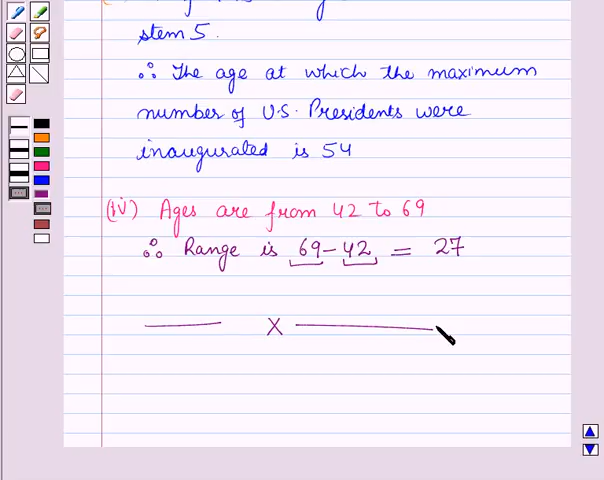 stem 5.
∴ The age at which the maximum
number of U.S. Presidents were
inaugurated is 54
(iv) Ages are from 42 to 69
∴ Range is 69-42 = 27
X